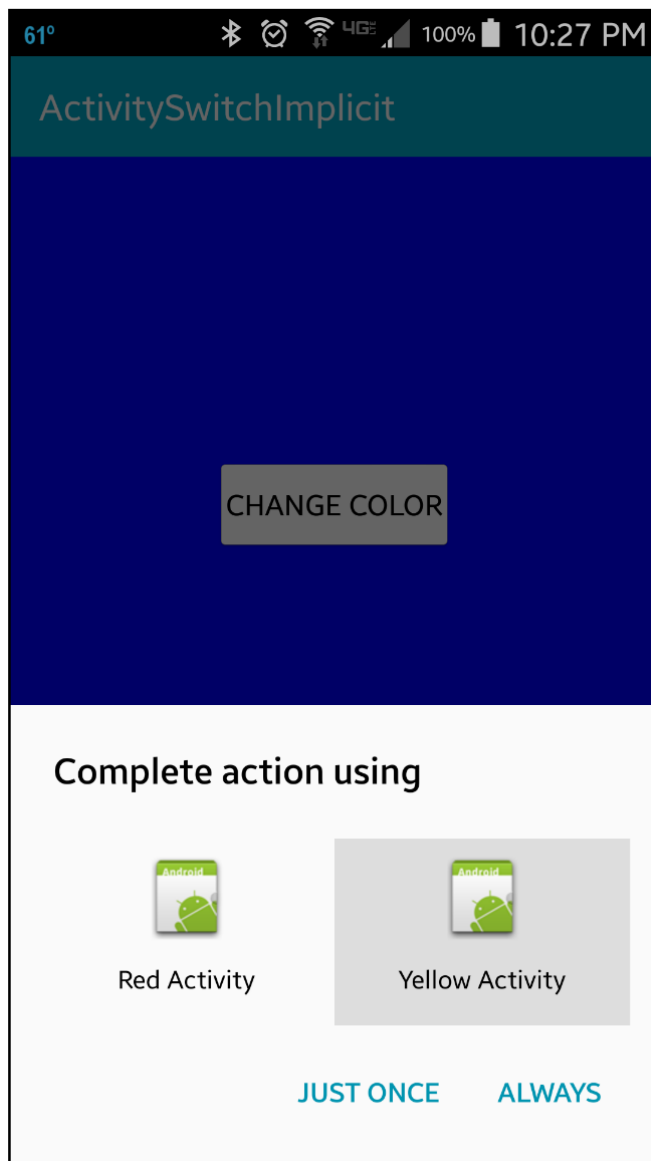 61° 4G LTE 100% 10:27 PM
ActivitySwitchImplicit
CHANGE COLOR
Complete action using
Android Android
Red Activity Yellow Activity
JUST ONCE ALWAYS